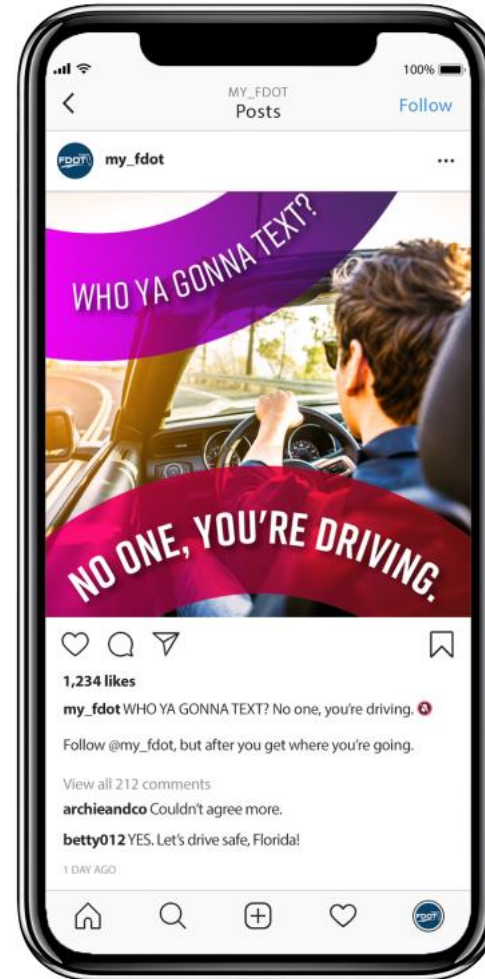 100%
MY_FDOT
Posts
Follow
FDOT
my_fdot
WHO YA GONNA TEXT?
NO ONE, YOU'RE DRIVING.
1,234 likes
my_fdot WHO YA GONNA TEXT? No one, you're driving.
Follow @my_fdot, but after you get where you're going.
View all 212 comments
archieandco Couldn't agree more.
betty012 YES. Let's drive safe, Florida!
1 DAY AGO
FDOT